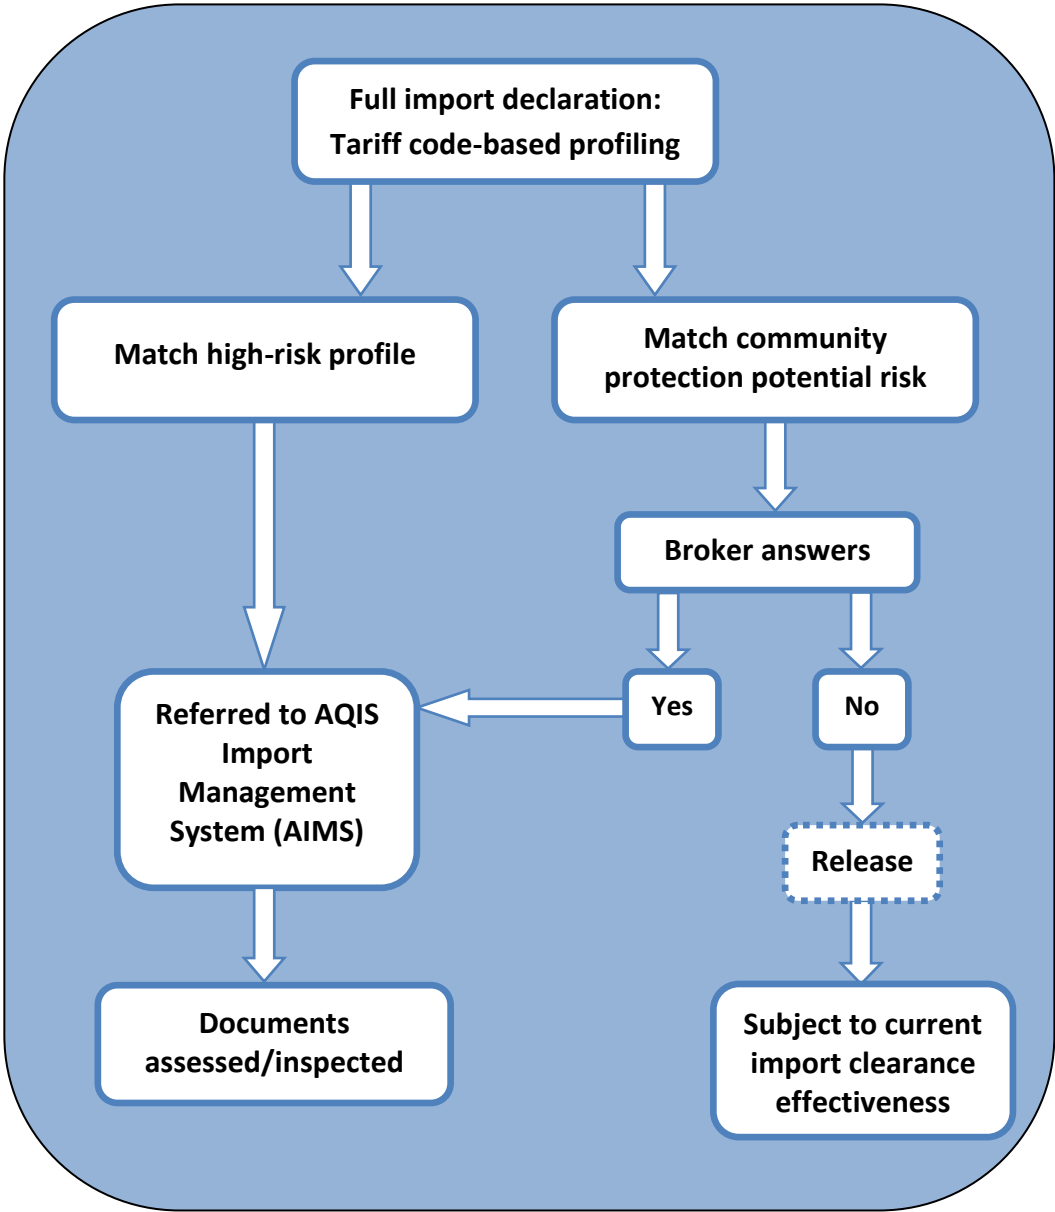 Full import declaration:
Tariff code-based profiling
Match high-risk profile
Match community
protection potential risk
Broker answers
Yes
No
Referred to AQIS
Import
Management
System (AIMS)
Release
Documents
assessed/inspected
Subject to current
import clearance
effectiveness